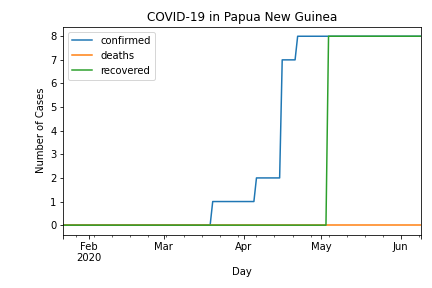 COVID-19 in Papua New Guinea
confirmed
deaths
recovered
Number of Cases
8
7
6
5
4
3
2
1
0
Feb
2020
Mar
Apr
May
Jun
Day